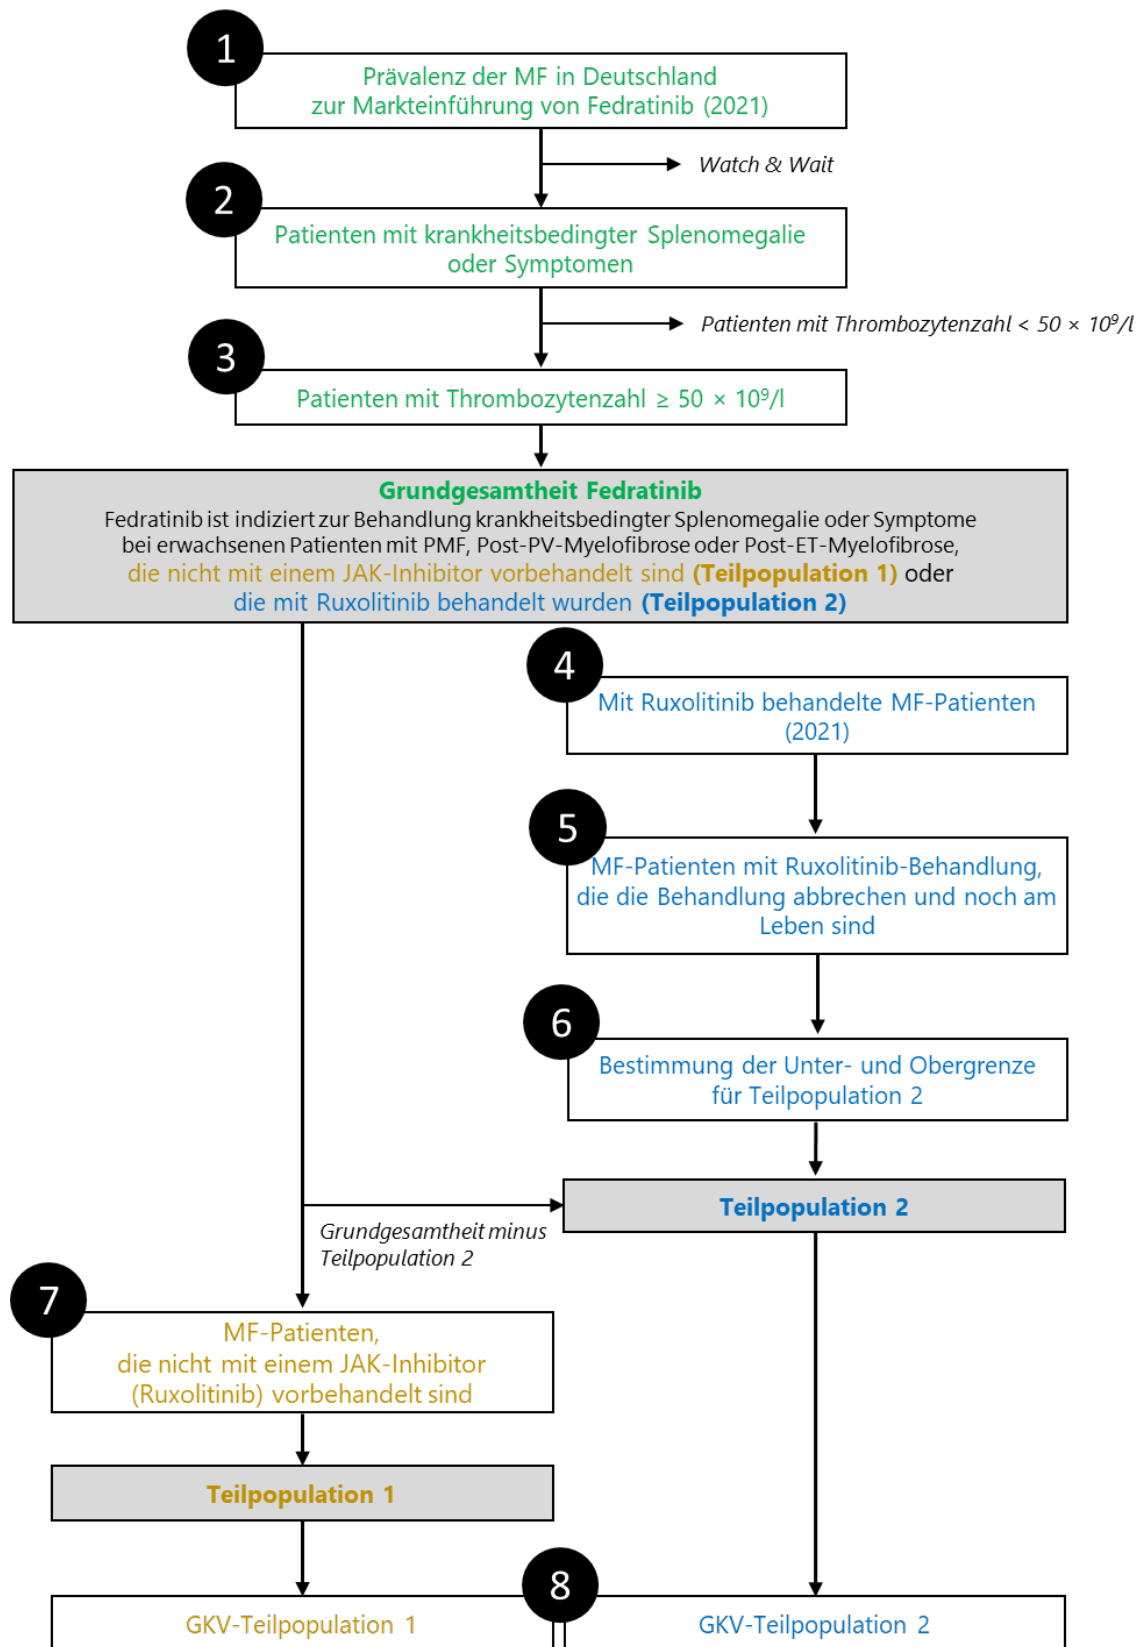 1
Prävalenz der MF in Deutschland
zur Markteinführung von Fedratinib (2021)
Watch & Wait
2
Patienten mit krankheitsbedingter Splenomegalie
oder Symptomen
Patienten mit Thrombozytenzahl < 50 × 10⁹/l
3
Patienten mit Thrombozytenzahl ≥ 50 × 10⁹/l
Grundgesamtheit Fedratinib
Fedratinib ist indiziert zur Behandlung krankheitsbedingter Splenomegalie oder Symptome
bei erwachsenen Patienten mit PMF, Post-PV-Myelofibrose oder Post-ET-Myelofibrose,
die nicht mit einem JAK-Inhibitor vorbehandelt sind (Teilpopulation 1) oder
die mit Ruxolitinib behandelt wurden (Teilpopulation 2)
4
Mit Ruxolitinib behandelte MF-Patienten
(2021)
5
MF-Patienten mit Ruxolitinib-Behandlung,
die die Behandlung abbrechen und noch am
Leben sind
6
Bestimmung der Unter- und Obergrenze
für Teilpopulation 2
Teilpopulation 2
Grundgesamtheit minus
Teilpopulation 2
7
MF-Patienten,
die nicht mit einem JAK-Inhibitor
(Ruxolitinib) vorbehandelt sind
Teilpopulation 1
8
GKV-Teilpopulation 1
GKV-Teilpopulation 2